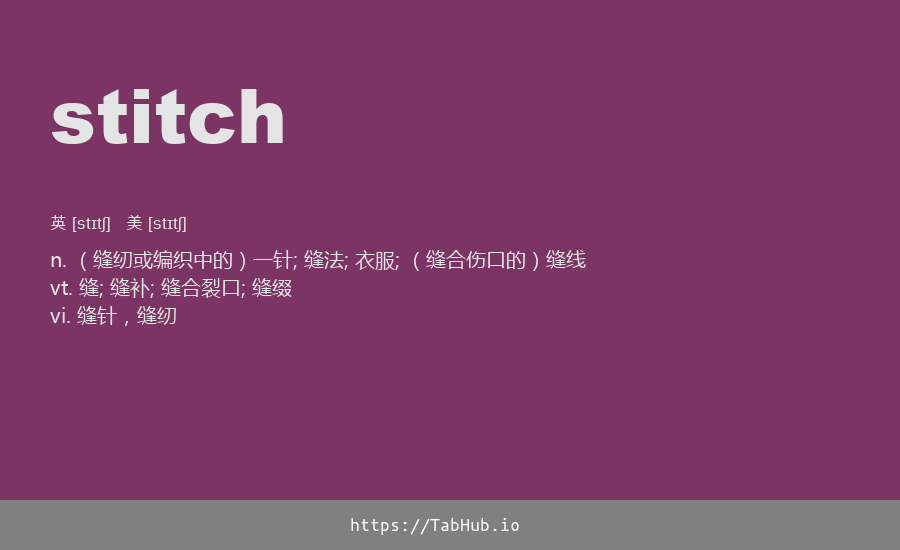 stitch
英 [stɪtʃ] 美 [stɪtʃ]
n.（缝纫或编织中的）一针; 缝法; 衣服; （缝合伤口的）缝线
vt. 缝; 缝补; 缝合裂口; 缝缀
vi. 缝针，缝纫
https://TabHub.io